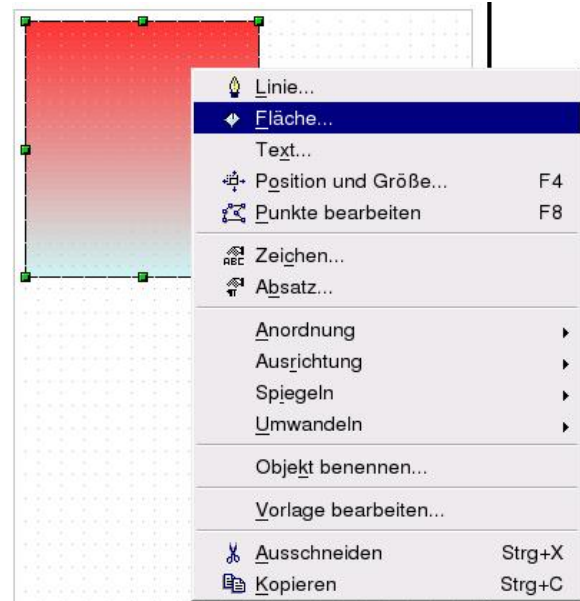 Linie...
Fläche...
Text...
Position und Größe... F4
Punkte bearbeiten F8
ABC Zeichen...
Absatz...
Anordnung
Ausrichtung
Spiegeln
Umwandeln
Objekt benennen...
Vorlage bearbeiten...
Ausschneiden Strg+X
Kopieren Strg+C